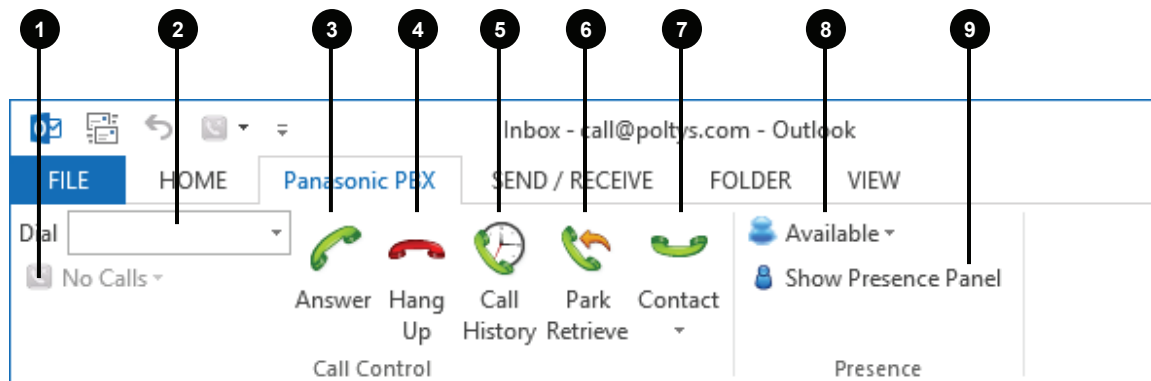 1 2 3 4 5 6 7 8 9
Inbox - call@poltys.com - Outlook
FILE HOME Panasonic PBX SEND / RECEIVE FOLDER VIEW
Dial
No Calls
Answer
Hang
Up
Call
History
Park
Retrieve
Contact
Call Control
Available
Show Presence Panel
Presence